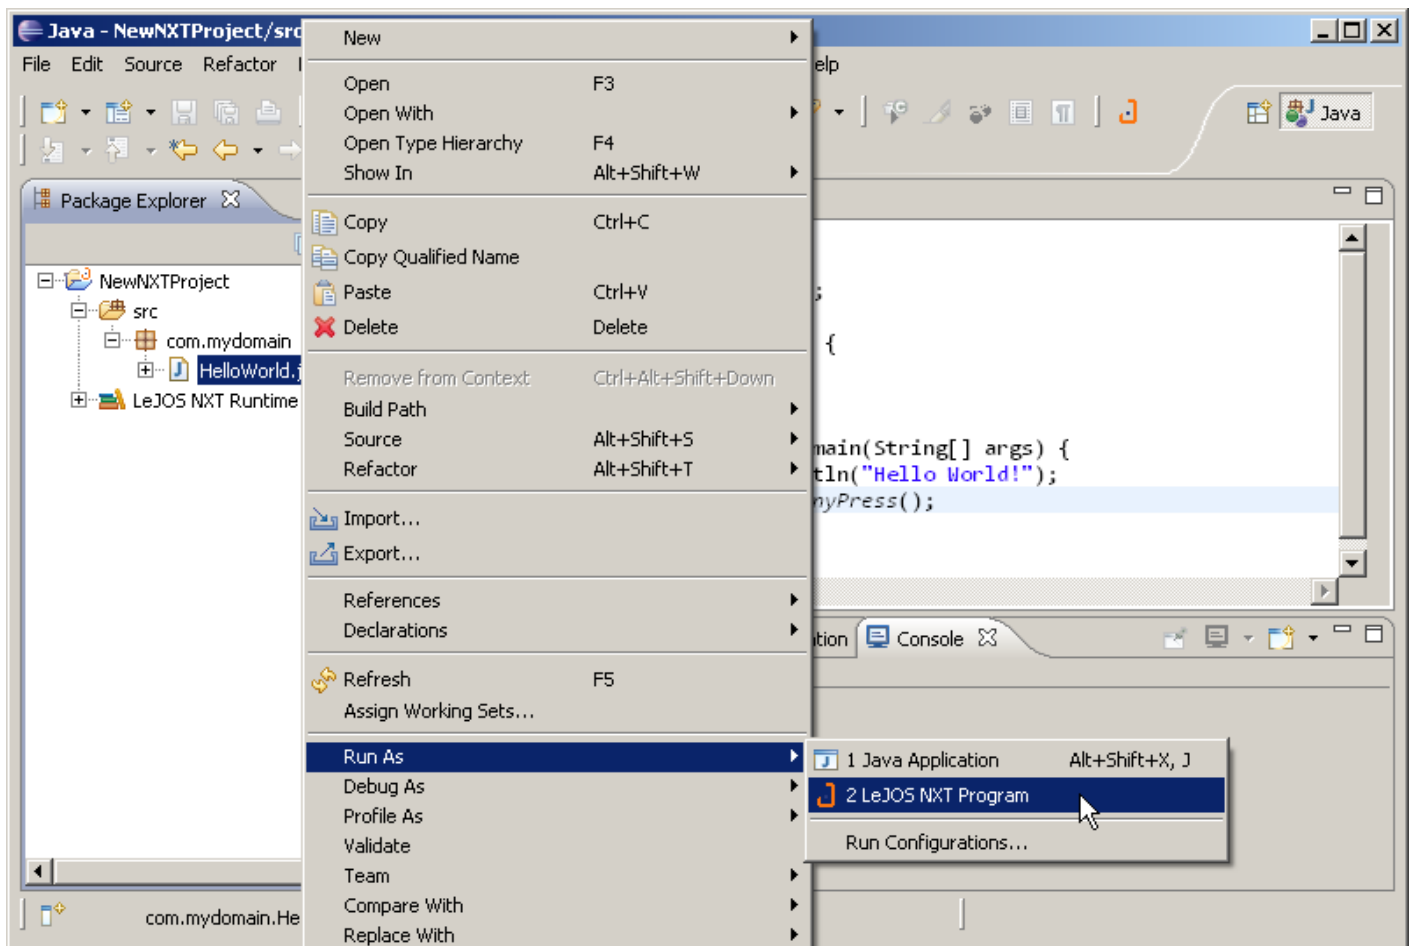 Java - NewNXTProject/src
File Edit Source Refactor
elp
Java
Package Explorer
NewNXTProject
src
com.mydomain
HelloWorld.j
LeJOS NXT Runtime
New
Open F3
Open With
Open Type Hierarchy F4
Show In Alt+Shift+W
Copy Ctrl+C
Copy Qualified Name
Paste Ctrl+V
Delete Delete
Remove from Context Ctrl+Alt+Shift+Down
Build Path
Source Alt+Shift+S
Refactor Alt+Shift+T
Import...
Export...
References
Declarations
Refresh F5
Assign Working Sets...
Run As
Debug As
Profile As
Validate
Team
Compare With
Replace With
1 Java Application Alt+Shift+X, J
2 LeJOS NXT Program
Run Configurations...
;
{
main(String[] args) {
tln("Hello World!");
nyPress();
ition Console
com.mydomain.He